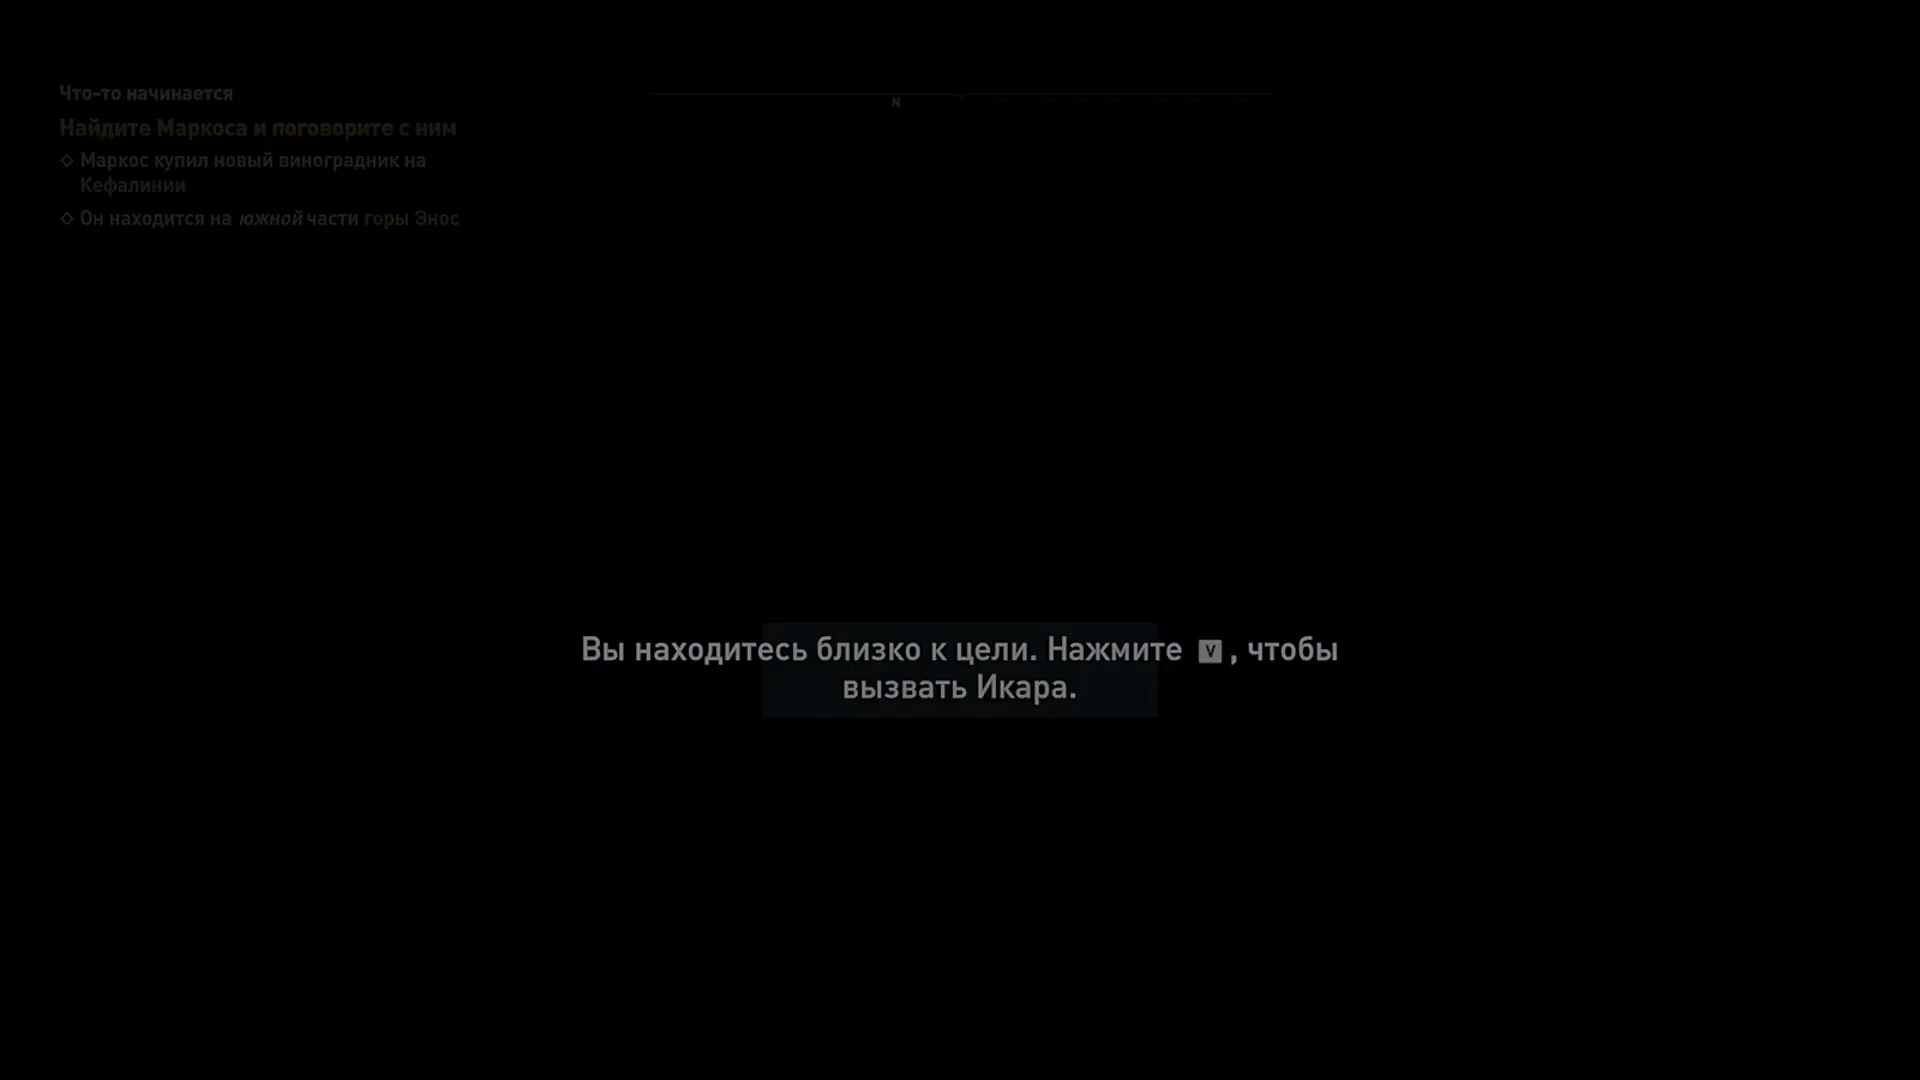 Что-то начинается
N
Найдите Маркоса и поговорите с ним
◇ Маркос купил новый виноградник на
Кефалинии
◇ Он находится на южной части горы Энос
Вы находитесь близко к цели. Нажмите V, чтобы
вызвать Икара.